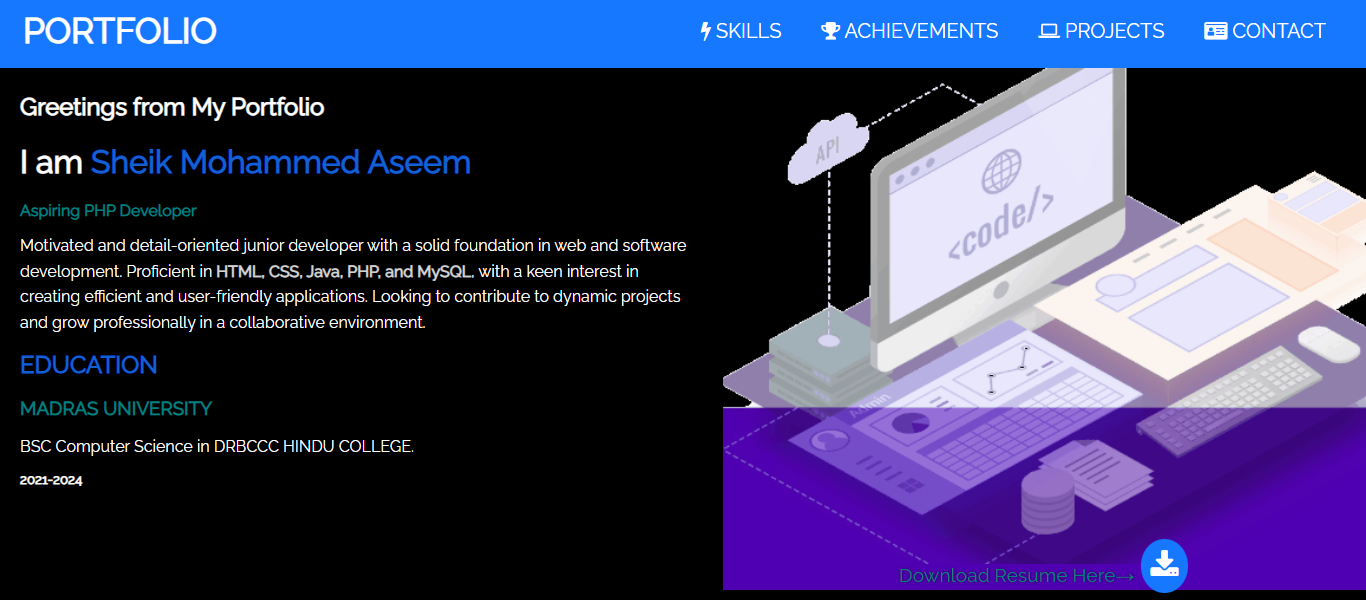 PORTFOLIO
SKILLS
ACHIEVEMENTS
PROJECTS
CONTACT
Greetings from My Portfolio
I am Sheik Mohammed Aseem
Aspiring PHP Developer
Motivated and detail-oriented junior developer with a solid foundation in web and software
development. Proficient in HTML, CSS, Java, PHP, and MySQL, with a keen interest in
creating efficient and user-friendly applications. Looking to contribute to dynamic projects
and grow professionally in a collaborative environment.
EDUCATION
MADRAS UNIVERSITY
BSC Computer Science in DRBCCC HINDU COLLEGE.
2021-2024
API
<code/>
Admin
Download Resume Here→